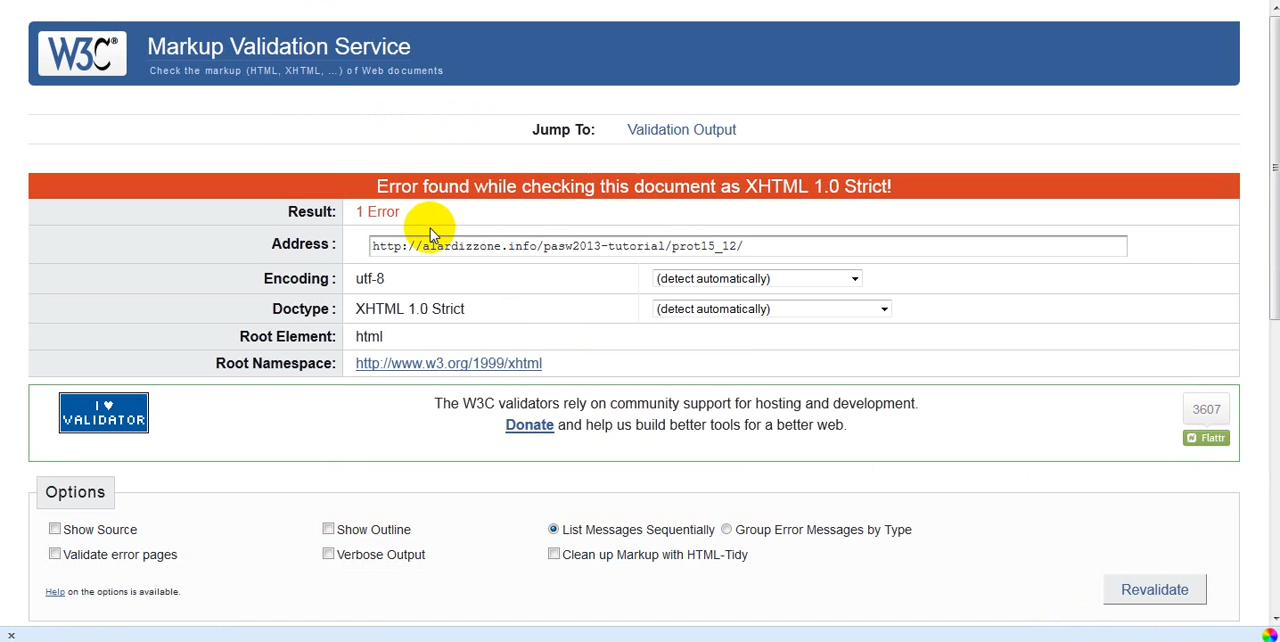 W3C®
Markup Validation Service
Check the markup (HTML, XHTML, ...) of Web documents
Jump To: Validation Output
Error found while checking this document as XHTML 1.0 Strict!
Result: 1 Error
Address : http://alardizzone.info/pasw2013-tutorial/prot15_12/
Encoding : utf-8 (detect automatically)
Doctype : XHTML 1.0 Strict (detect automatically)
Root Element: html
Root Namespace: http://www.w3.org/1999/xhtml
I ♥
VALIDATOR
The W3C validators rely on community support for hosting and development.
Donate and help us build better tools for a better web.
3607
Flattr
Options
Show Source Show Outline List Messages Sequentially Group Error Messages by Type
Validate error pages Verbose Output Clean up Markup with HTML-Tidy
Help on the options is available.
Revalidate